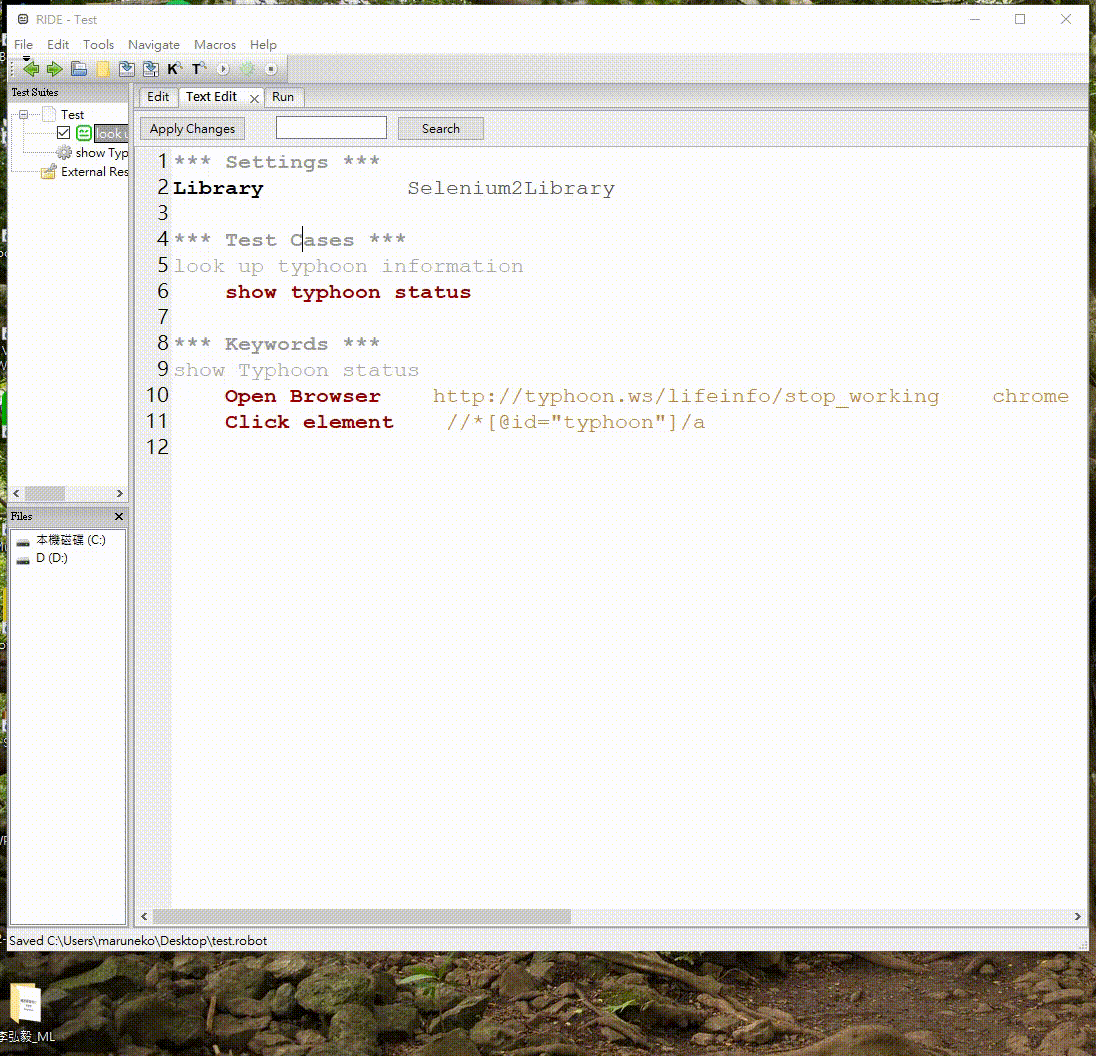 RIDE - Test
File Edit Tools Navigate Macros Help
K T
Test Suites
Test
look u
show Typ
External Res
Files
本機磁碟 (C:)
D (D:)
Edit Text Edit Run
Apply Changes Search
1 *** Settings ***
2 Library Selenium2Library
3
4 *** Test Cases ***
5 look up typhoon information
6 show typhoon status
7
8 *** Keywords ***
9 show Typhoon status
10 Open Browser http://typhoon.ws/lifeinfo/stop_working chrome
11 Click element //*[@id="typhoon"]/a
12
Saved C:\Users\maruneko\Desktop\test.robot
李弘毅_ML